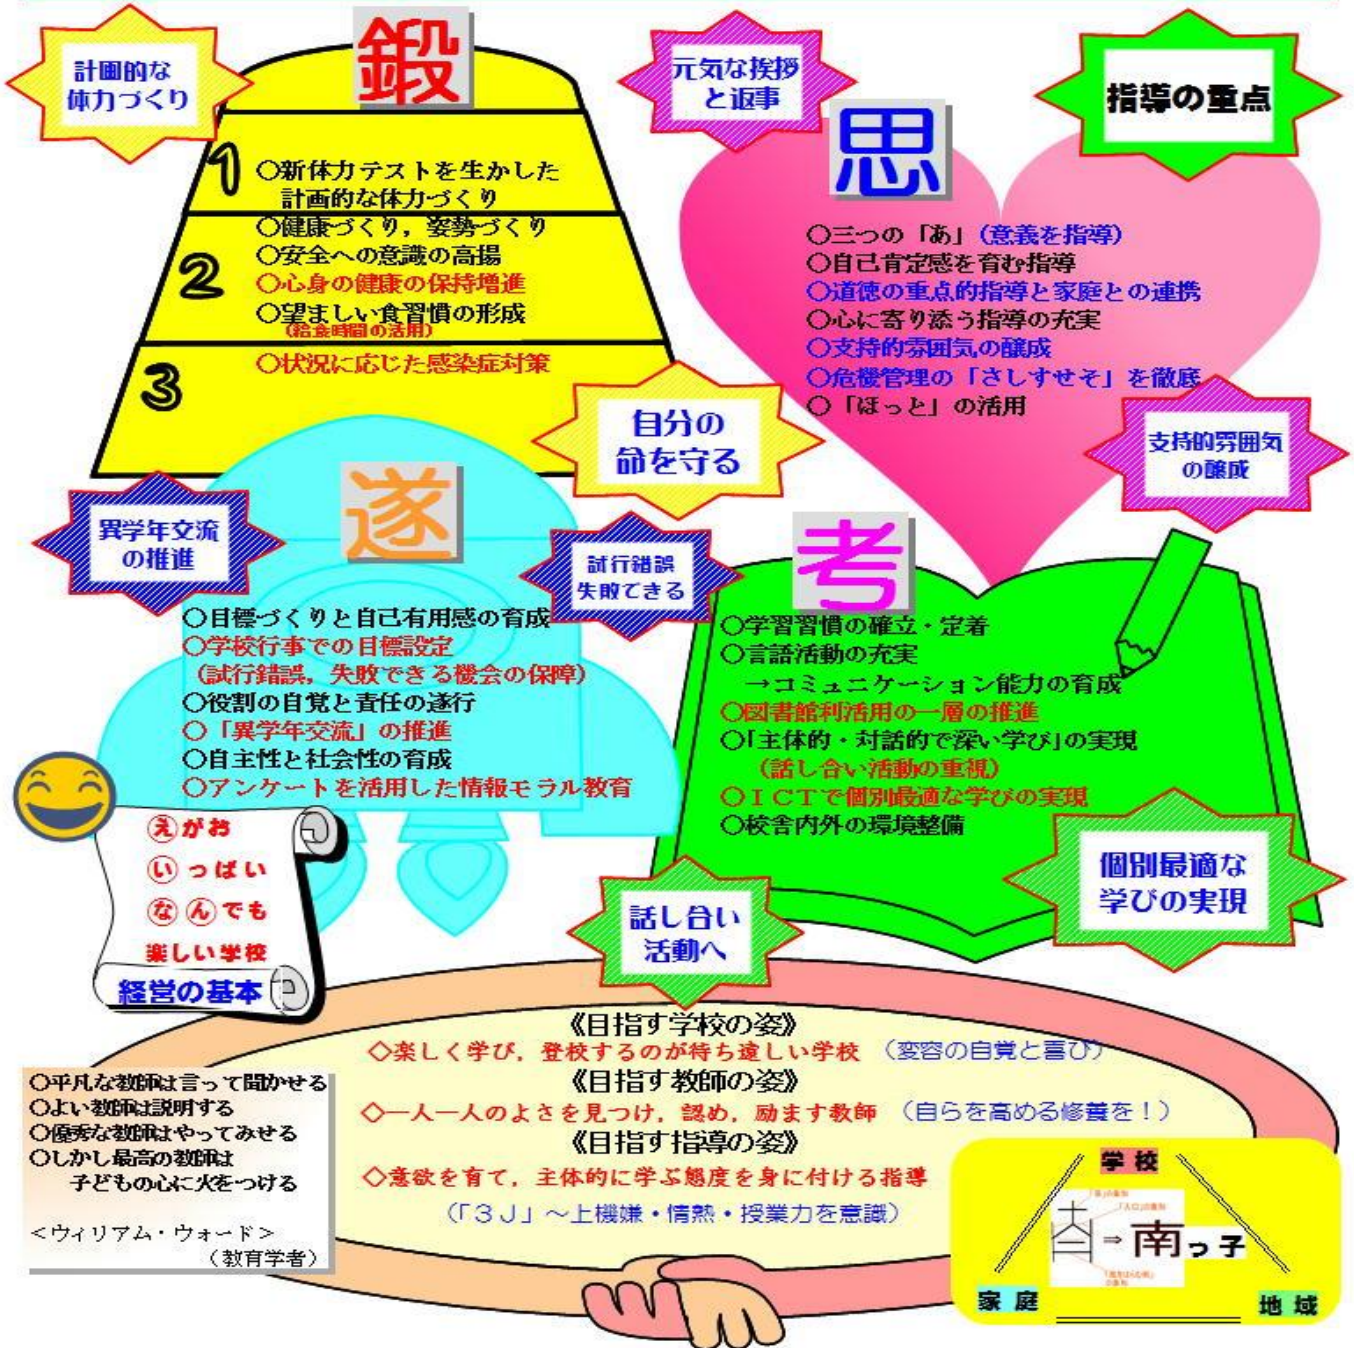 計画的な
体力づくり
鍛
1
○新体力テストを生かした
計画的な体力づくり
2
○健康づくり，姿勢づくり
○安全への意識の高揚
○心身の健康の保持増進
○望ましい食習慣の形成
（給食時間の活用）
3
○状況に応じた感染症対策
自分の
命を守る
元気な挨拶
と返事
思
指導の重点
○三つの「あ」（意義を指導）
○自己肯定感を育む指導
○道徳の重点的指導と家庭との連携
○心に寄り添う指導の充実
○支持的雰囲気の醸成
○危機管理の「さしすせそ」を徹底
○「ほっと」の活用
支持的雰囲気
の醸成
異学年交流
の推進
遂
試行錯誤
失敗できる
○目標づくりと自己有用感の育成
○学校行事での目標設定
（試行錯誤，失敗できる機会の保障）
○役割の自覚と責任の遂行
○「異学年交流」の推進
○自主性と社会性の育成
○アンケートを活用した情報モラル教育
考
○学習習慣の確立・定着
○言語活動の充実
→コミュニケーション能力の育成
○図書館利活用の一層の推進
○「主体的・対話的で深い学び」の実現
（話し合い活動の重視）
○ＩＣＴで個別最適な学びの実現
○校舎内外の環境整備
個別最適な
学びの実現
話し合い
活動へ
えがお
いっぱい
なんでも
楽しい学校
経営の基本
《目指す学校の姿》
◇楽しく学び，登校するのが待ち遠しい学校 （変容の自覚と喜び）
《目指す教師の姿》
◇一人一人のよさを見つけ，認め，励ます教師 （自らを高める修養を！）
《目指す指導の姿》
◇意欲を育て，主体的に学ぶ態度を身に付ける指導
（「３Ｊ」～上機嫌・情熱・授業力を意識）
○平凡な教師は言って聞かせる
○よい教師は説明する
○優秀な教師はやってみせる
○しかし最高の教師は
子どもの心に火をつける
＜ウィリアム・ウォード＞
（教育学者）
学校
⇒南っ子
家庭
地域